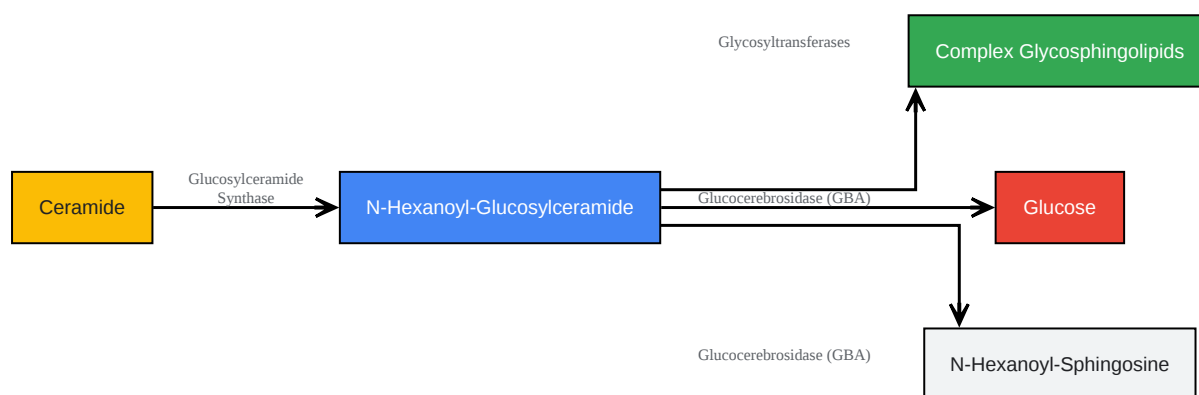 Glycosyltransferases
Complex Glycosphingolipids
Glucosylceramide
Synthase
Ceramide
N-Hexanoyl-Glucosylceramide
Glucocerebrosidase (GBA)
Glucose
Glucocerebrosidase (GBA)
N-Hexanoyl-Sphingosine